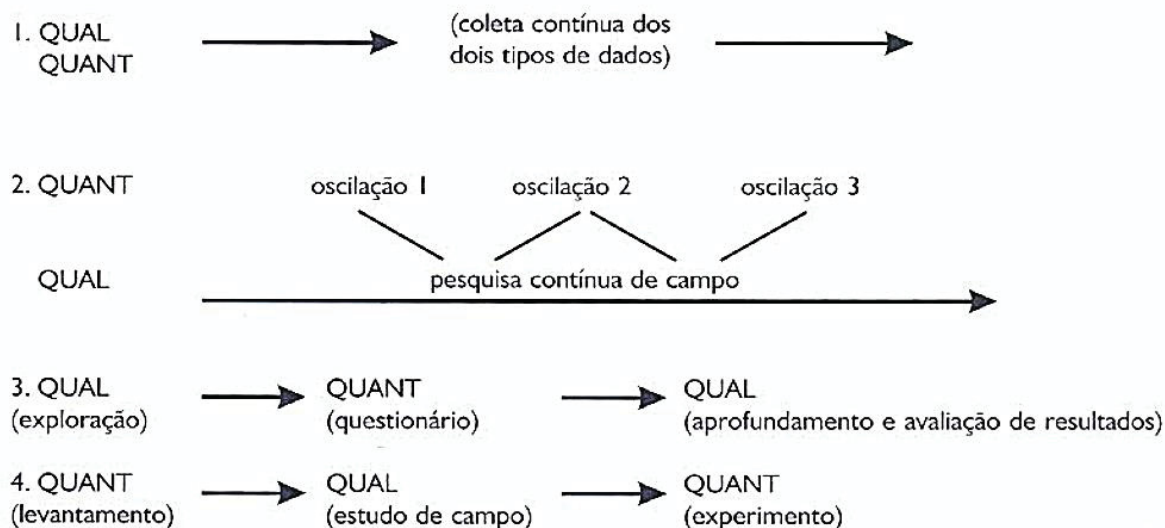 1. QUAL
QUANT
(coleta contínua dos
dois tipos de dados)
2. QUANT
oscilação 1
oscilação 2
oscilação 3
QUAL
pesquisa contínua de campo
3. QUAL
(exploração)
QUANT
(questionário)
QUAL
(aprofundamento e avaliação de resultados)
4. QUANT
(levantamento)
QUAL
(estudo de campo)
QUANT
(experimento)